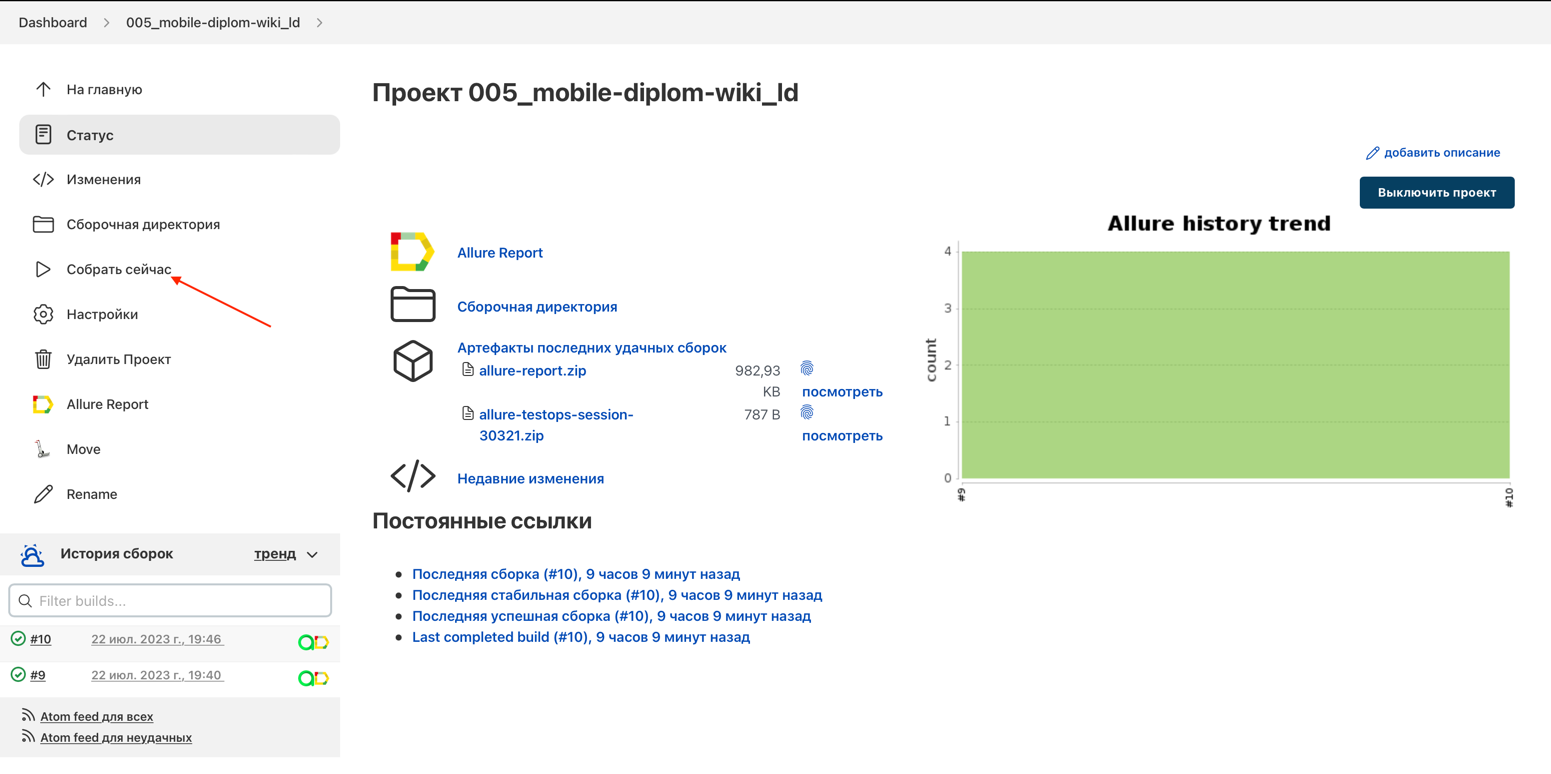 Dashboard
005_mobile-diplom-wiki_ld
На главную
Статус
Изменения
Сборочная директория
Собрать сейчас
Настройки
Удалить Проект
Allure Report
Move
Rename
История сборок
тренд
Filter builds...
#10
22 июл. 2023 г., 19:46
#9
22 июл. 2023 г., 19:40
Atom feed для всех
Atom feed для неудачных
Проект 005_mobile-diplom-wiki_ld
добавить описание
Выключить проект
Allure Report
Сборочная директория
Артефакты последних удачных сборок
allure-report.zip
982,93
KB
посмотреть
allure-testops-session-
30321.zip
787 B
посмотреть
Недавние изменения
Allure history trend
count
4
3
2
1
0
#9
#10
Постоянные ссылки
Последняя сборка (#10), 9 часов 9 минут назад
Последняя стабильная сборка (#10), 9 часов 9 минут назад
Последняя успешная сборка (#10), 9 часов 9 минут назад
Last completed build (#10), 9 часов 9 минут назад